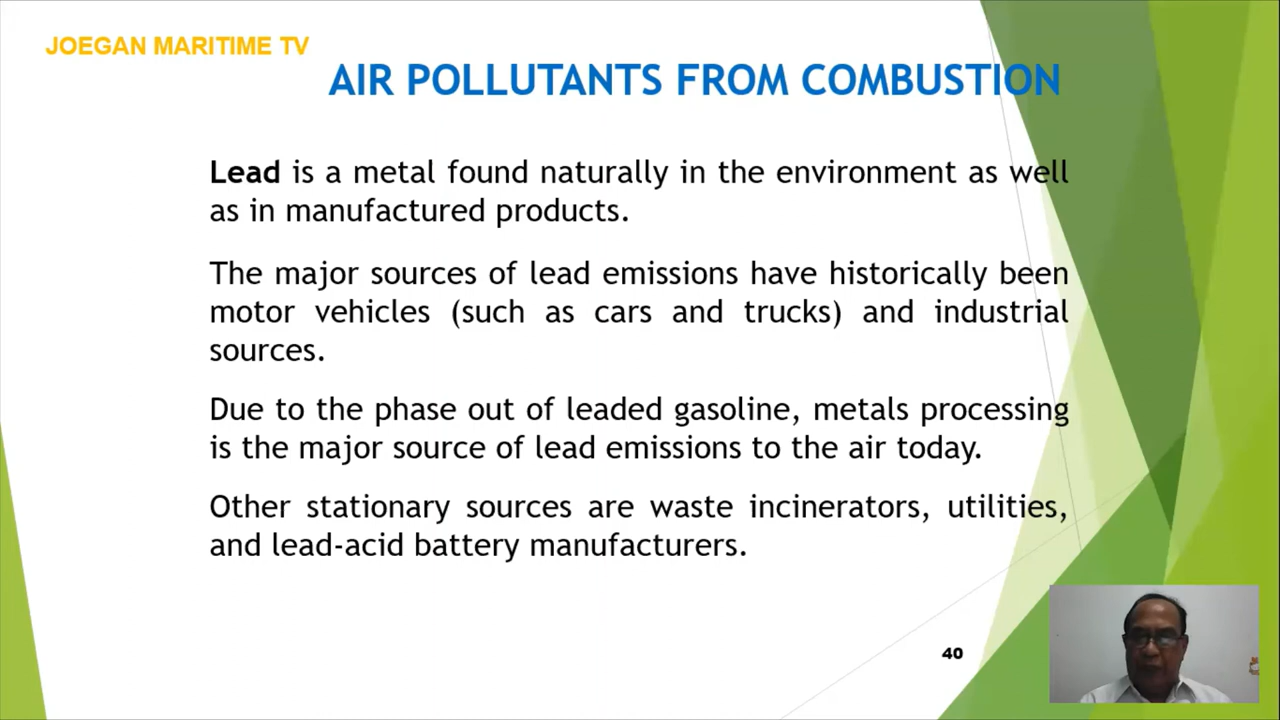 JOEGAN MARITIME TV
AIR POLLUTANTS FROM COMBUSTION
Lead is a metal found naturally in the environment as well
as in manufactured products.
The major sources of lead emissions have historically been
motor vehicles (such as cars and trucks) and industrial
sources.
Due to the phase out of leaded gasoline, metals processing
is the major source of lead emissions to the air today.
Other stationary sources are waste incinerators, utilities,
and lead-acid battery manufacturers.
40